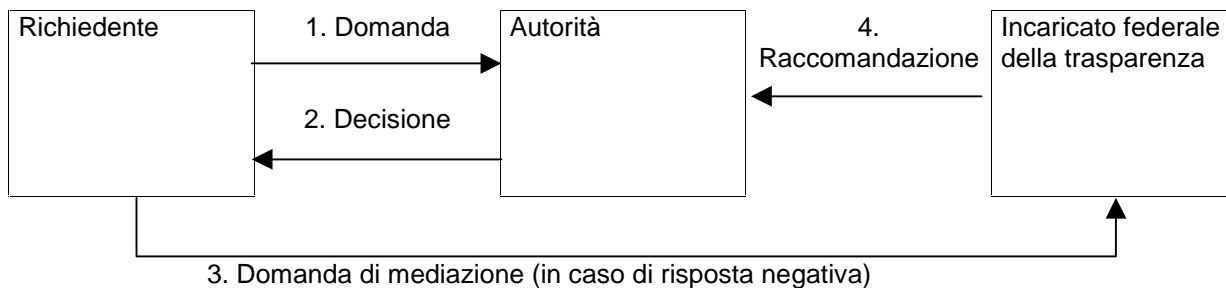 Richiedente
1. Domanda
2. Decisione
Autorità
4.
Raccomandazione
Incaricato federale
della trasparenza
3. Domanda di mediazione (in caso di risposta negativa)